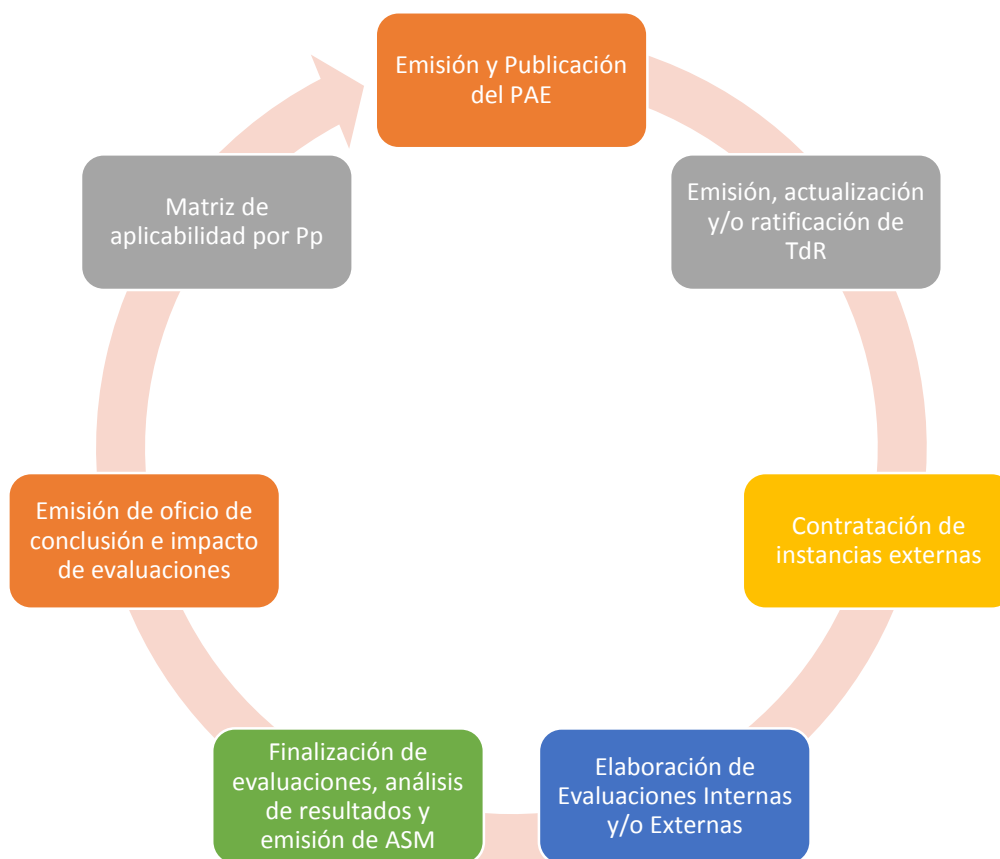 Emisión y Publicación
del PAE
Emisión, actualización
y/o ratificación de
TdR
Contratación de
instancias externas
Elaboración de
Evaluaciones Internas
y/o Externas
Finalización de
evaluaciones, análisis
de resultados y
emisión de ASM
Emisión de oficio de
conclusión e impacto
de evaluaciones
Matriz de
aplicabilidad por Pp